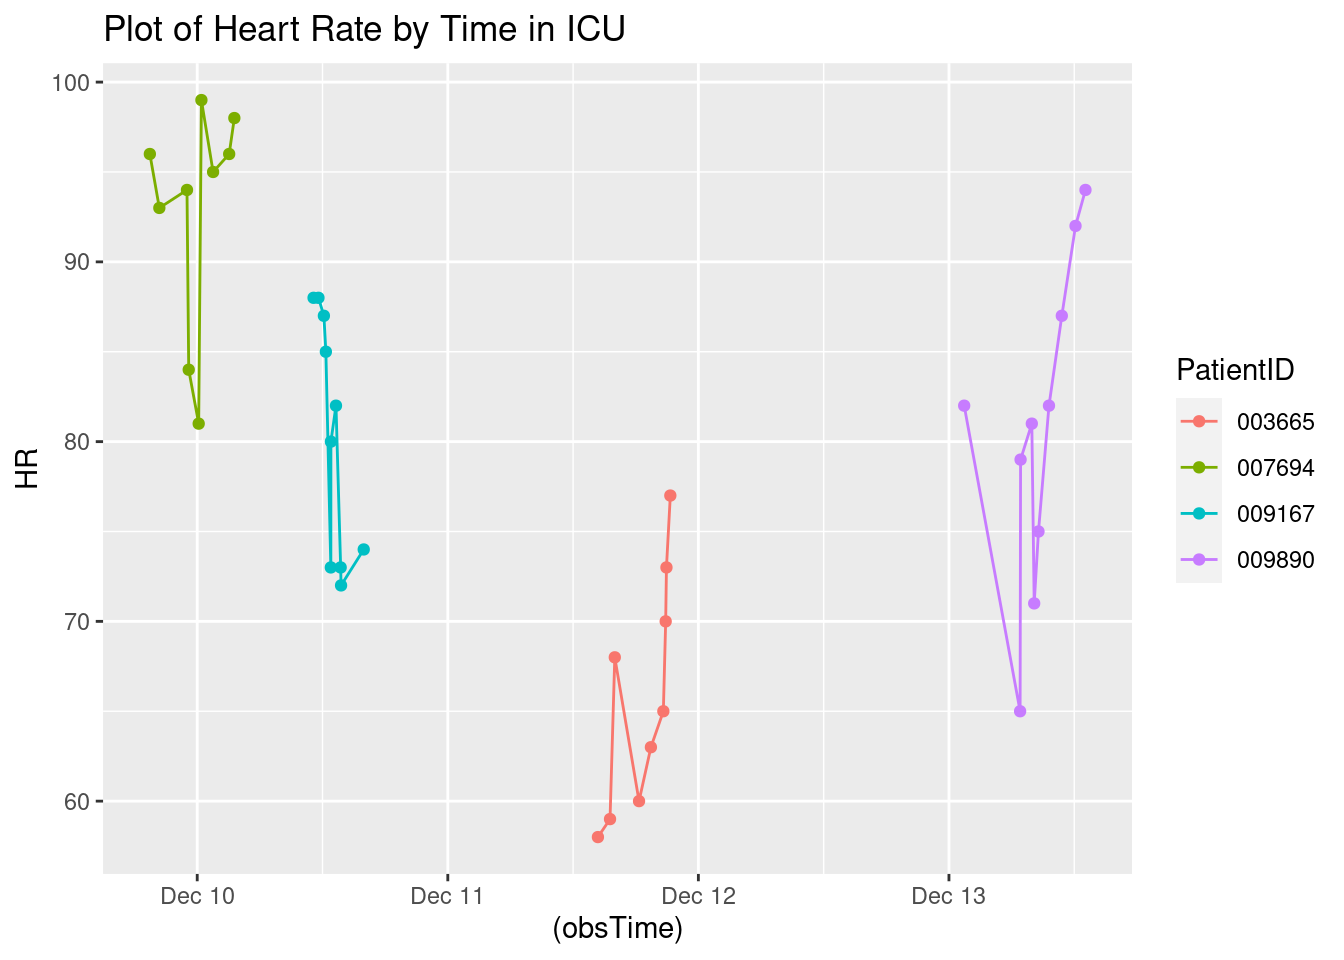 Plot of Heart Rate by Time in ICU
100
90
80
70
60
HR
Dec 10
Dec 11
Dec 12
Dec 13
(obsTime)
PatientID
003665
007694
009167
009890